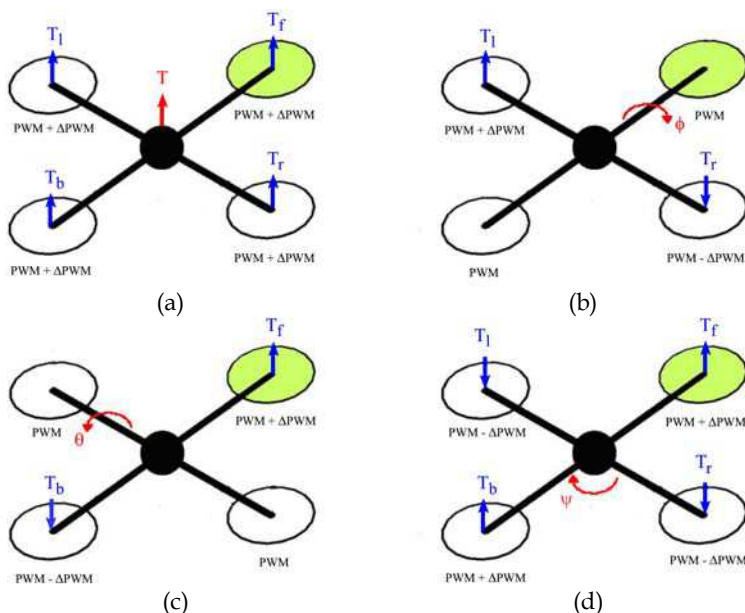 T_l
T_f
T
PWM + ΔPWM
PWM + ΔPWM
T_b
T_r
PWM + ΔPWM
PWM + ΔPWM
(a)
T_l
PWM + ΔPWM
PWM
ϕ
T_r
PWM
PWM - ΔPWM
(b)
T_f
PWM
PWM + ΔPWM
θ
T_b
PWM - ΔPWM
PWM
(c)
T_l
T_f
PWM - ΔPWM
PWM + ΔPWM
T_b
T_r
ψ
PWM + ΔPWM
PWM - ΔPWM
(d)